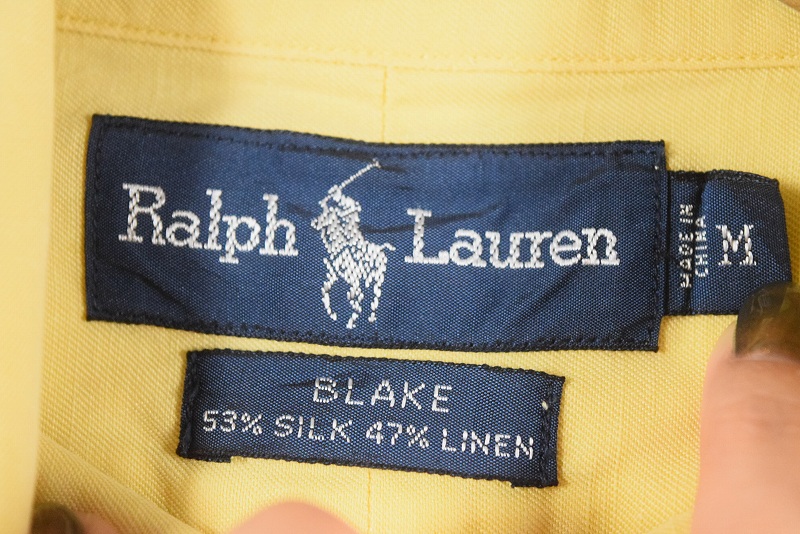 Ralph Lauren
MADE IN
CHINA
M
BLAKE
53% SILK 47% LINEN